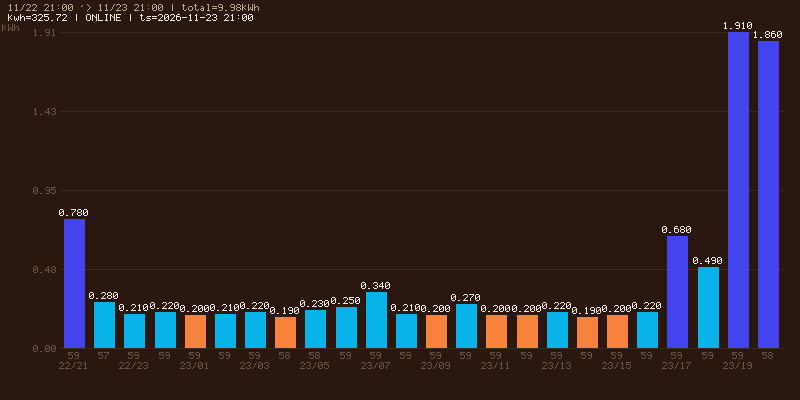 11/22 21:00 -> 11/23 21:00 | total=9.98kWh
Kwh=325.72 | ONLINE | ts=2026-11-23 21:00
kWh
1.91
1.43
0.95
0.48
0.00
0.780 0.280 0.210 0.220 0.200 0.210 0.220 0.190 0.230 0.250 0.340 0.210 0.200 0.270 0.200 0.200 0.220 0.190 0.200 0.220 0.680 0.490 1.910 1.860
59 57 59 59 59 59 59 58 58 59 59 59 59 59 59 59 59 59 59 59 59 59 59 58
22/21 22/23 23/01 23/03 23/05 23/07 23/09 23/11 23/13 23/15 23/17 23/19